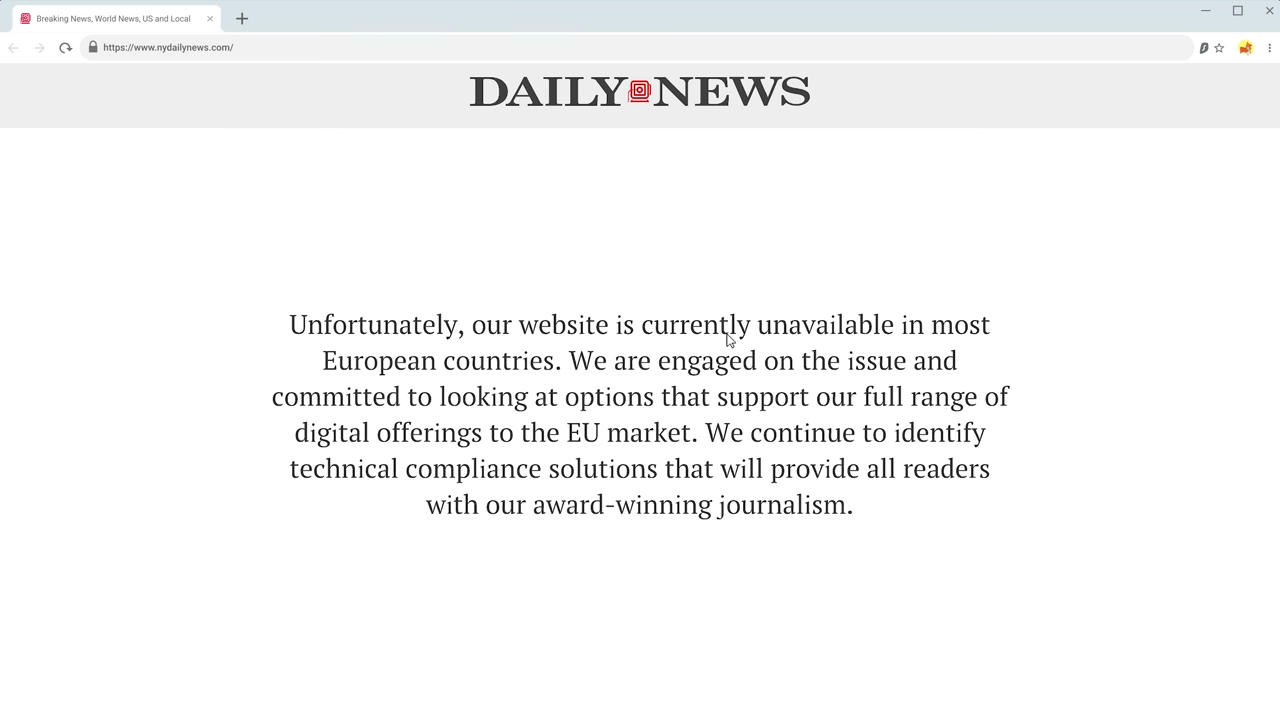 Breaking News, World News, US and Local
https://www.nydailynews.com/
DAILY NEWS
Unfortunately, our website is currently unavailable in most
European countries. We are engaged on the issue and
committed to looking at options that support our full range of
digital offerings to the EU market. We continue to identify
technical compliance solutions that will provide all readers
with our award-winning journalism.